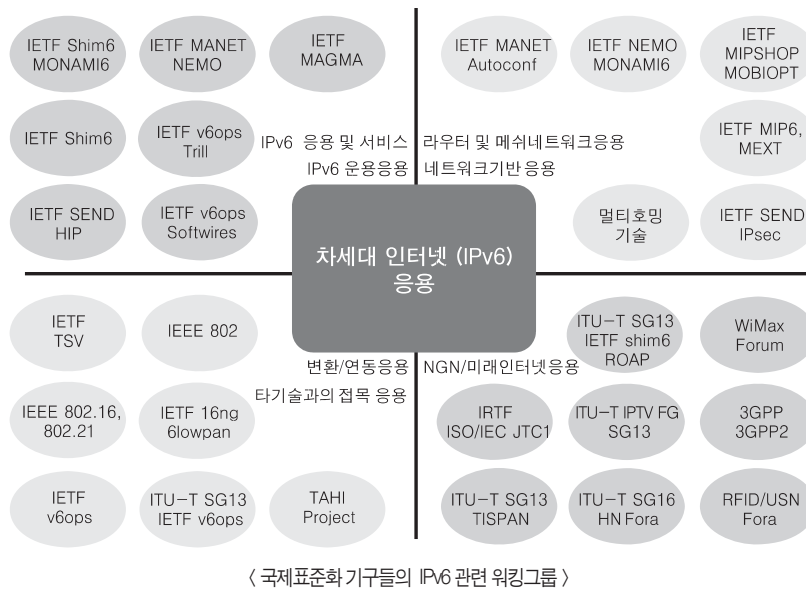 IETF Shim6
MONAMI6
IETF MANET
NEMO
IETF
MAGMA
IETF Shim6
IETF v6ops
Trill
IPv6 응용 및 서비스
IPv6 운용응용
IETF SEND
HIP
IETF v6ops
Softwires
IETF MANET
Autoconf
IETF NEMO
MONAMI6
IETF
MIPSHOP
MOBIOPT
라우터 및 메쉬네트워크응용
네트워크기반 응용
IETF MIP6,
MEXT
멀티호밍
기술
IETF SEND
IPsec
차세대 인터넷 (IPv6)
응용
IETF
TSV
IEEE 802
변환/연동응용
타기술과의 접목 응용
IEEE 802.16,
802.21
IETF 16ng
6lowpan
IETF
v6ops
ITU-T SG13
IETF v6ops
TAHI
Project
NGN/미래인터넷응용
ITU-T SG13
IETF shim6
ROAP
WiMax
Forum
IRTF
ISO/IEC JTC1
ITU-T IPTV FG
SG13
3GPP
3GPP2
ITU-T SG13
TISPAN
ITU-T SG16
HN Fora
RFID/USN
Fora
〈 국제표준화 기구들의 IPv6 관련 워킹그룹 〉